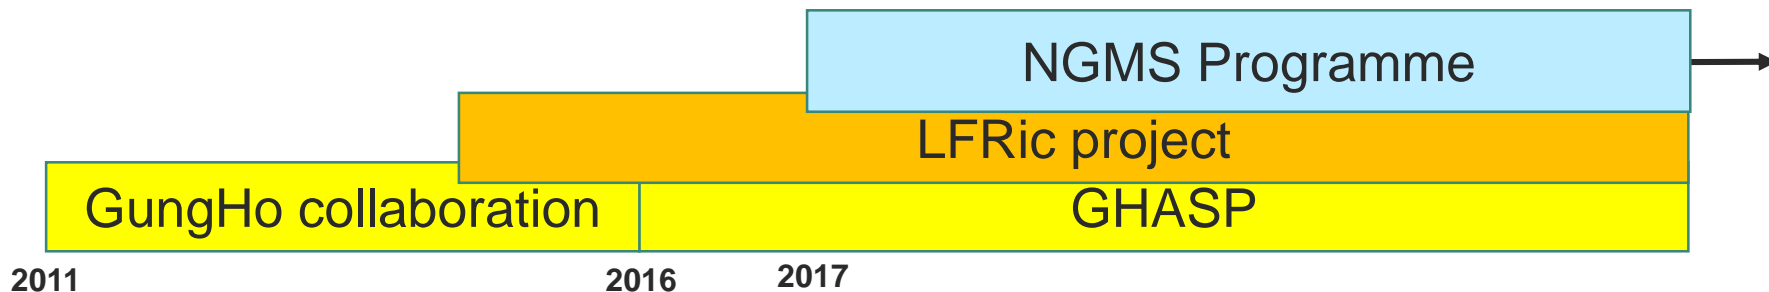 NGMS Programme
LFRic project
GungHo collaboration
GHASP
2011
2016
2017